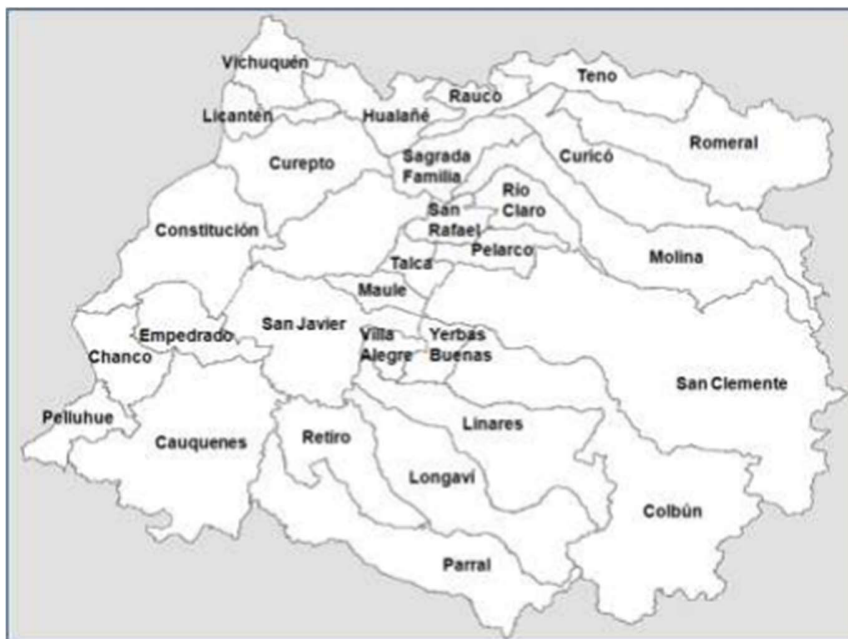 Vichuquén
Teno
Rauco
Licantén
Hualañé
Romeral
Curepto
Sagrada
Familia
Curicó
Río
Claro
San
Rafael
Constitución
Pelarco
Molina
Talca
Maule
San Javier
Empedrado
Villa
Alegre
Yerbas
Buenas
Chanco
San Clemente
Pelluhue
Cauquenes
Retiro
Linares
Longaví
Colbún
Parral